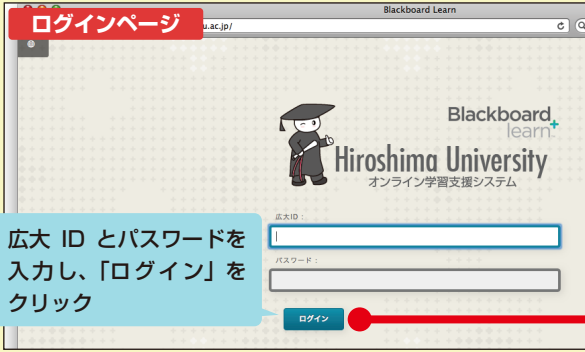 Blackboard Learn
ログインページ
u.ac.jp/
Blackboard
learn+
Hiroshima University
オンライン学習支援システム
広大ID：
広大 ID とパスワードを
入力し、「ログイン」を
クリック
パスワード：
ログイン